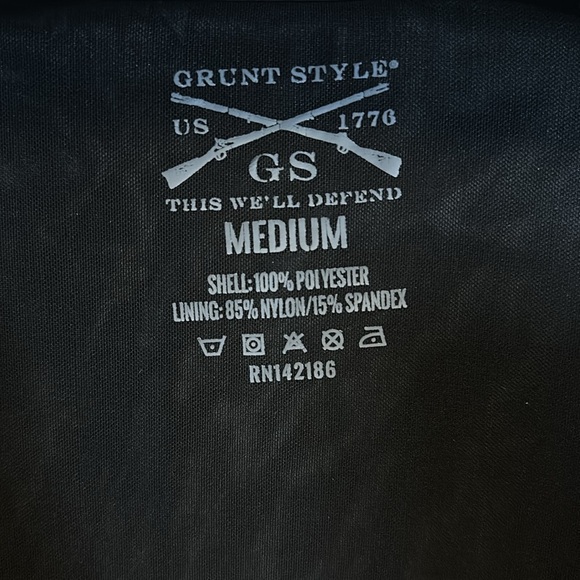 GRUNT STYLE®
US 1776
GS
THIS WE'LL DEFEND
MEDIUM
SHELL: 100% POLYESTER
LINING: 85% NYLON/15% SPANDEX
RN142186